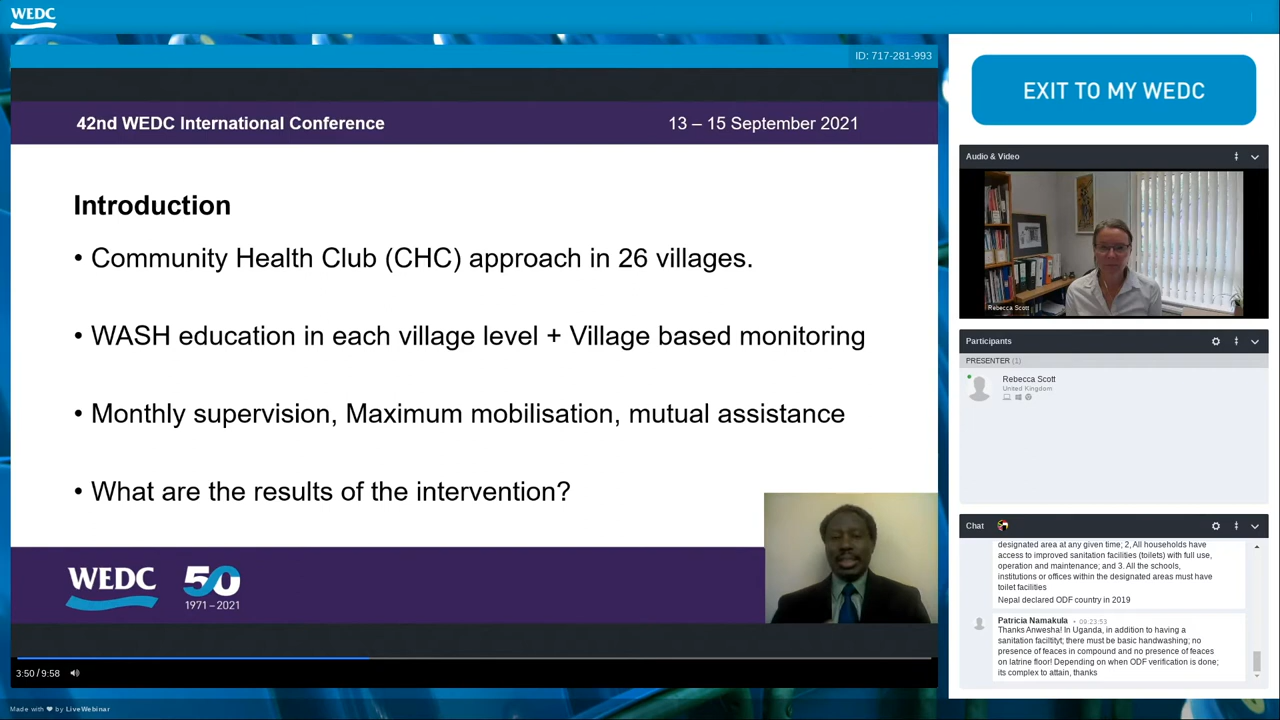 WEDC
ID: 717-281-993
42nd WEDC International Conference
13 – 15 September 2021
Introduction
• Community Health Club (CHC) approach in 26 villages.
• WASH education in each village level + Village based monitoring
• Monthly supervision, Maximum mobilisation, mutual assistance
• What are the results of the intervention?
WEDC
50
1971 – 2021
3:50 / 9:58
Made with ❤ by LiveWebinar
EXIT TO MY WEDC
Audio & Video
Rebecca Scott
Participants
PRESENTER (1)
Rebecca Scott
United Kingdom
Chat
designated area at any given time; 2, All households have
access to improved sanitation facilities (toilets) with full use,
operation and maintenance; and 3. All the schools,
institutions or offices within the designated areas must have
toilet facilities
Nepal declared ODF country in 2019
Patricia Namakula • 09:23:53
Thanks Anwesha! In Uganda, in addition to having a
sanitation faciltiyt; there must be basic handwashing; no
presence of feaces in compound and no presence of feaces
on latrine floor! Depending on when ODF verification is done;
its complex to attain, thanks